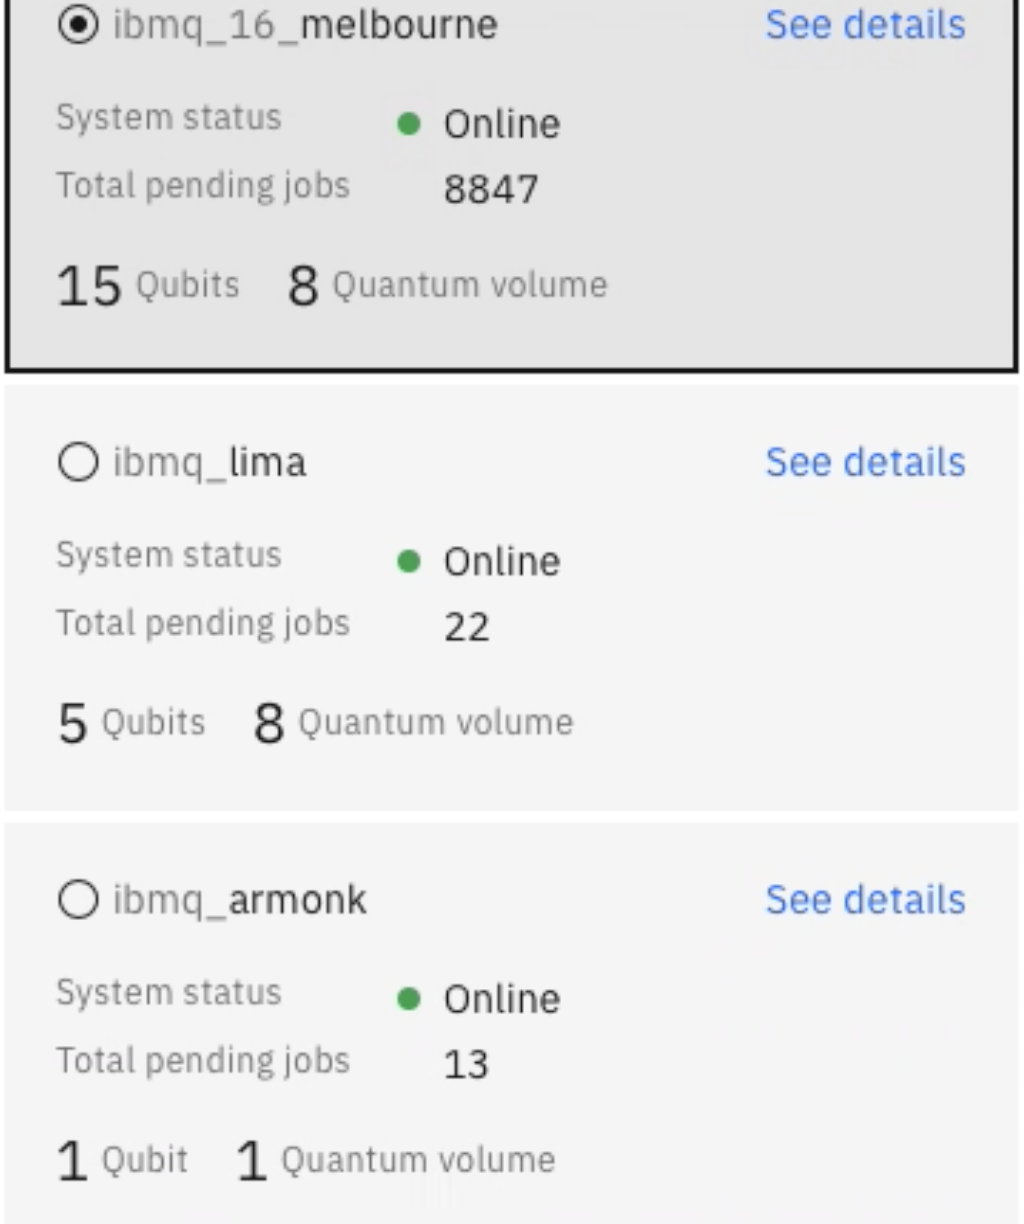 ibmq_16_melbourne See details
System status Online
Total pending jobs 8847
15 Qubits 8 Quantum volume
ibmq_lima See details
System status Online
Total pending jobs 22
5 Qubits 8 Quantum volume
ibmq_armonk See details
System status Online
Total pending jobs 13
1 Qubit 1 Quantum volume